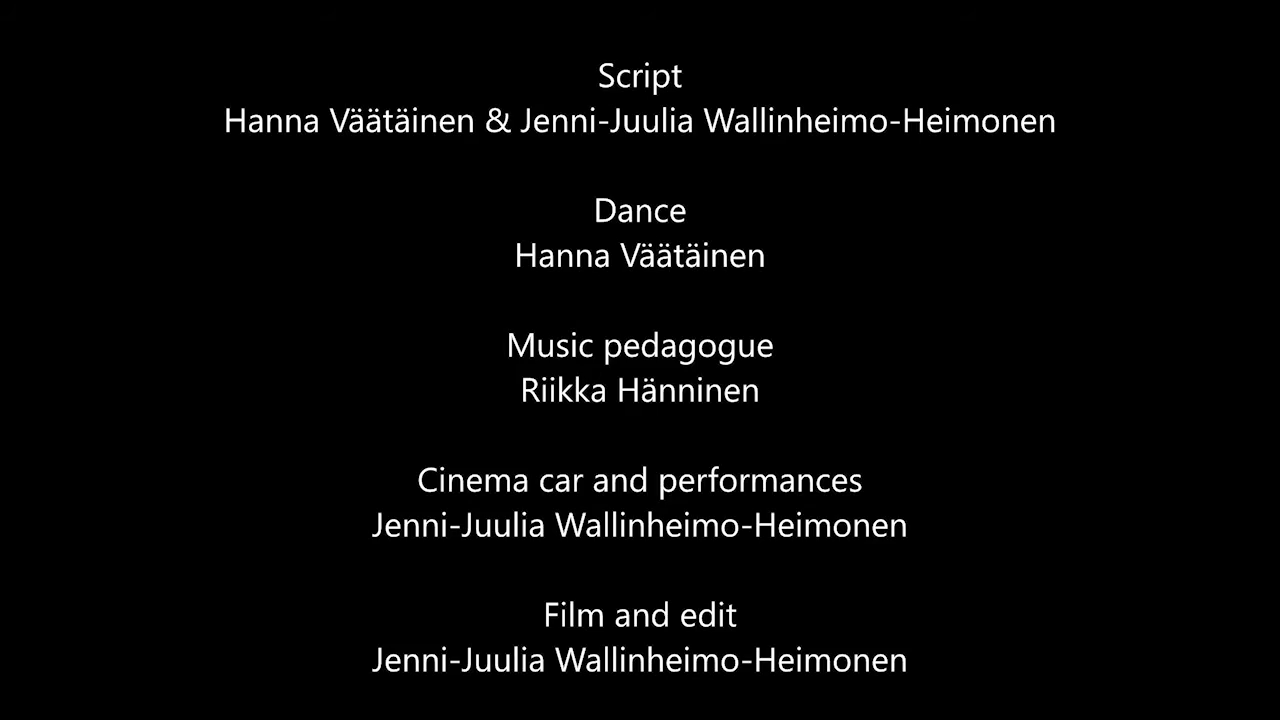 Script
Hanna Väätäinen & Jenni-Juulia Wallinheimo-Heimonen
Dance
Hanna Väätäinen
Music pedagogue
Riikka Hänninen
Cinema car and performances
Jenni-Juulia Wallinheimo-Heimonen
Film and edit
Jenni-Juulia Wallinheimo-Heimonen